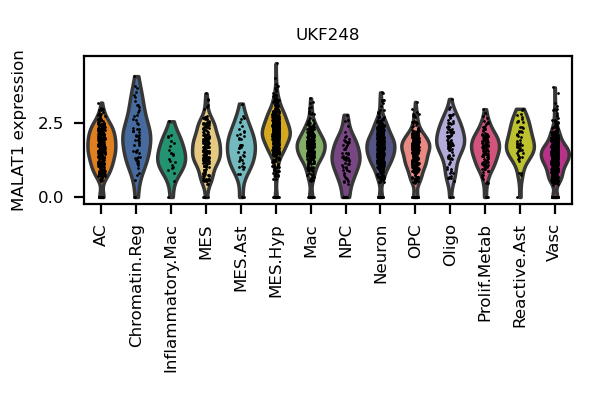 UKF248
MALAT1 expression
2.5
0.0
AC
Chromatin.Reg
Inflammatory.Mac
MES
MES.Ast
MES.Hyp
Mac
NPC
Neuron
OPC
Oligo
Prolif.Metab
Reactive.Ast
Vasc